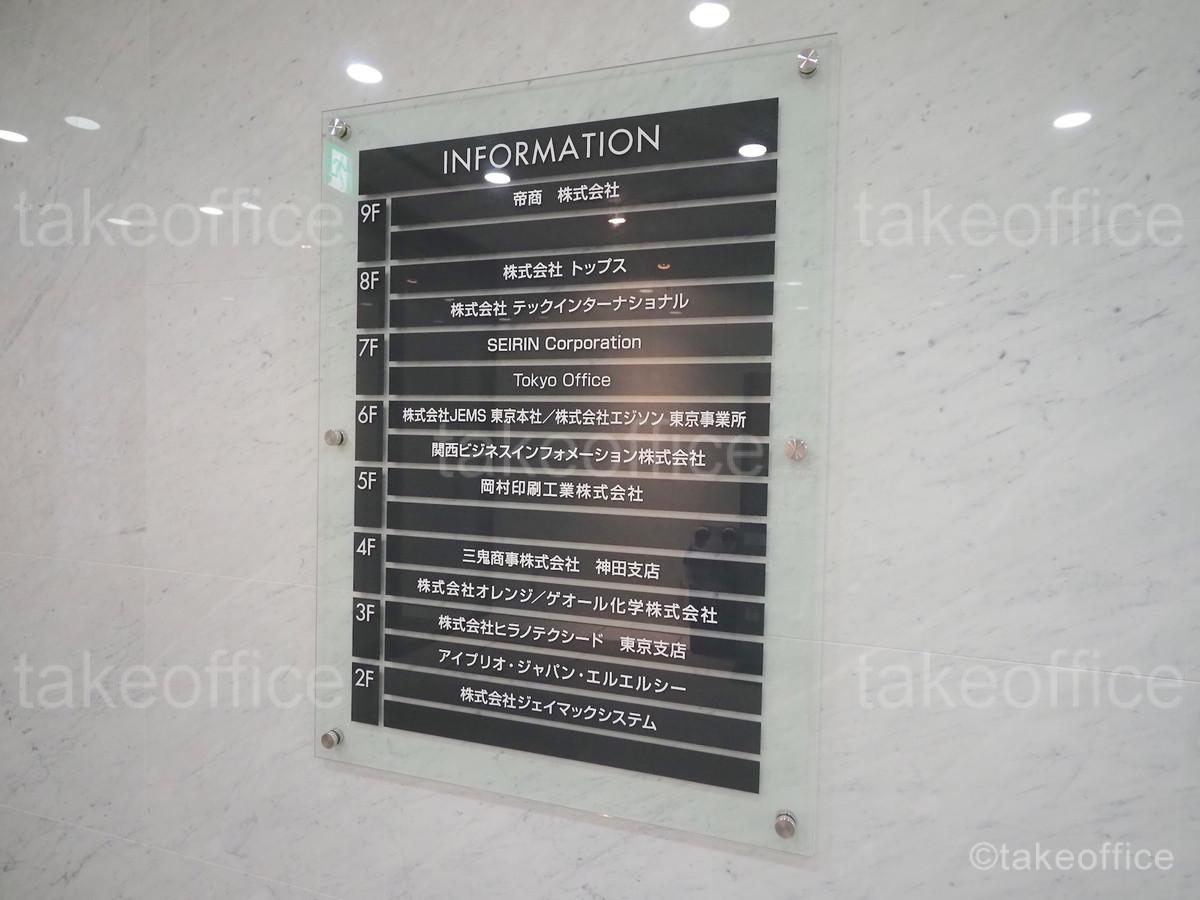 INFORMATION
9F
帝商 株式会社
8F
株式会社 トップス
株式会社 テックインターナショナル
7F
SEIRIN Corporation
Tokyo Office
6F
株式会社JEMS 東京本社／株式会社エジソン 東京事業所
関西ビジネスインフォメーション株式会社
5F
岡村印刷工業株式会社
4F
三鬼商事株式会社 神田支店
株式会社オレンジ／ゲオール化学株式会社
3F
株式会社ヒラノテクシード 東京支店
アイプリオ・ジャパン・エルエルシー
2F
株式会社ジェイマックシステム
takeoffice
takeoffice
takeoffice
takeoffice
takeoffice
©takeoffice